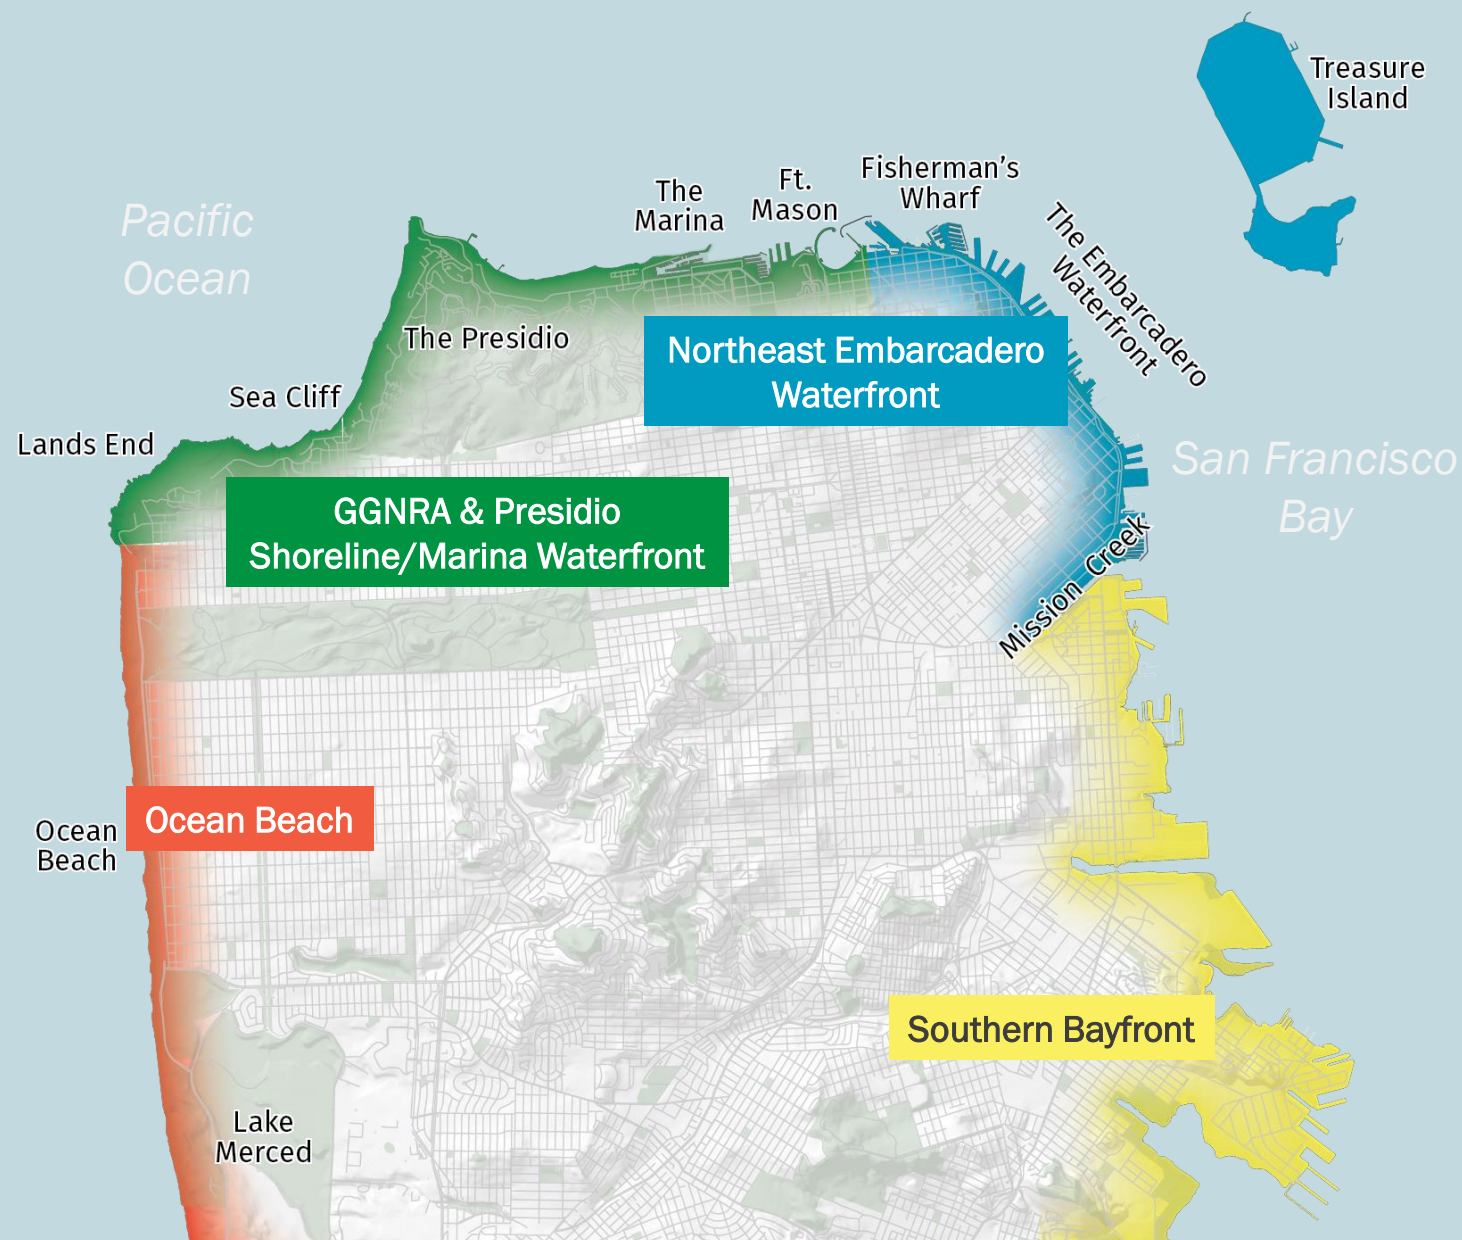 Treasure
Island
Fisherman's
Wharf
Ft.
Mason
The
Marina
Pacific
Ocean
The Embarcadero
Waterfront
The Presidio
Northeast Embarcadero
Waterfront
Sea Cliff
Lands End
San Francisco
Bay
GGNRA & Presidio
Shoreline/Marina Waterfront
Mission Creek
Ocean Beach
Ocean
Beach
Southern Bayfront
Lake
Merced